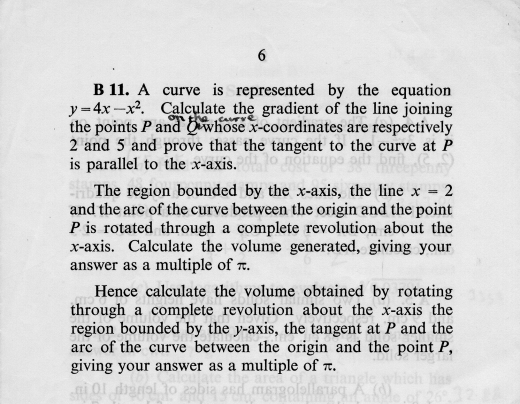 6
B 11. A curve is represented by the equation
y = 4x − x². Calculate the gradient of the line joining
on the curve
the points P and Q whose x-coordinates are respectively
2 and 5 and prove that the tangent to the curve at P
is parallel to the x-axis.
The region bounded by the x-axis, the line x = 2
and the arc of the curve between the origin and the point
P is rotated through a complete revolution about the
x-axis. Calculate the volume generated, giving your
answer as a multiple of π.
Hence calculate the volume obtained by rotating
through a complete revolution about the x-axis the
region bounded by the y-axis, the tangent at P and the
arc of the curve between the origin and the point P,
giving your answer as a multiple of π.